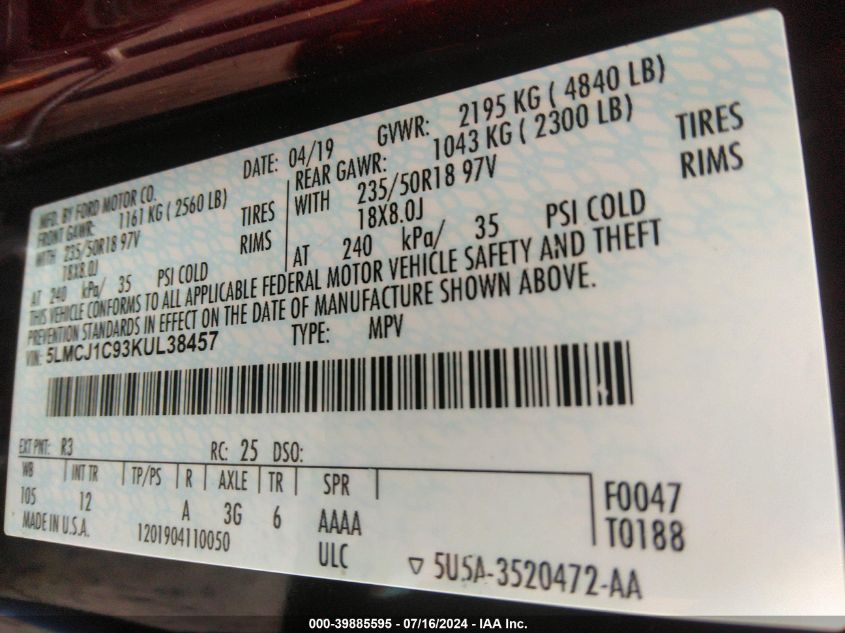 MFG. BY FORD MOTOR CO.
DATE: 04/19 GVWR: 2195 KG ( 4840 LB)
FRONT GAWR: 1161 KG ( 2560 LB)
WITH 235/50R18 97V TIRES
18X8.0J RIMS
AT 240 kPa/ 35 PSI COLD
REAR GAWR: 1043 KG ( 2300 LB)
WITH 235/50R18 97V TIRES
18X8.0J RIMS
AT 240 kPa/ 35 PSI COLD
THIS VEHICLE CONFORMS TO ALL APPLICABLE FEDERAL MOTOR VEHICLE SAFETY AND THEFT
PREVENTION STANDARDS IN EFFECT ON THE DATE OF MANUFACTURE SHOWN ABOVE.
VIN: 5LMCJ1C93KUL38457 TYPE: MPV
EXT PNT: R3 RC: 25 DSO:
WB INT TR TP/PS R AXLE TR SPR
105 12 A 3G 6 AAAA
F0047
T0188
MADE IN U.S.A. 1201904110050 ULC
5U5A-3520472-AA
000-39885595 - 07/16/2024 - IAA Inc.